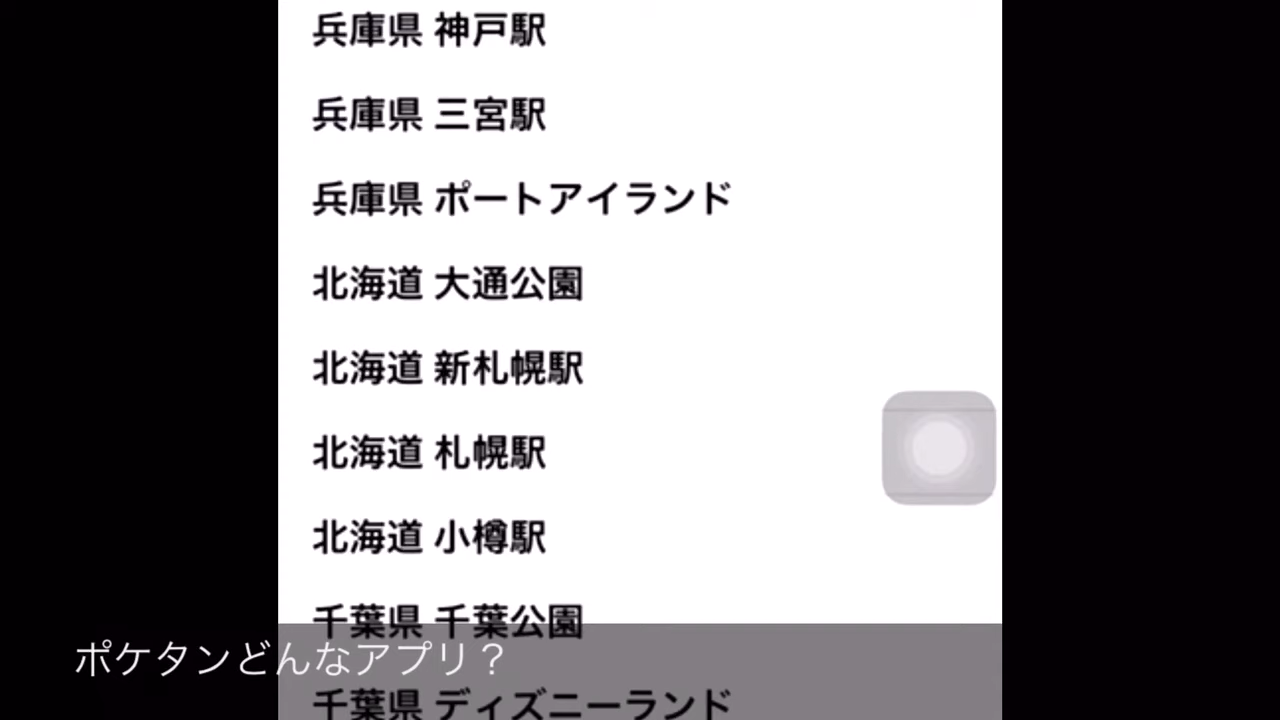 兵庫県 神戸駅
兵庫県 三宮駅
兵庫県 ポートアイランド
北海道 大通公園
北海道 新札幌駅
北海道 札幌駅
北海道 小樽駅
千葉県 千葉公園
ポケタンどんなアプリ？
千葉県 ディズニーランド